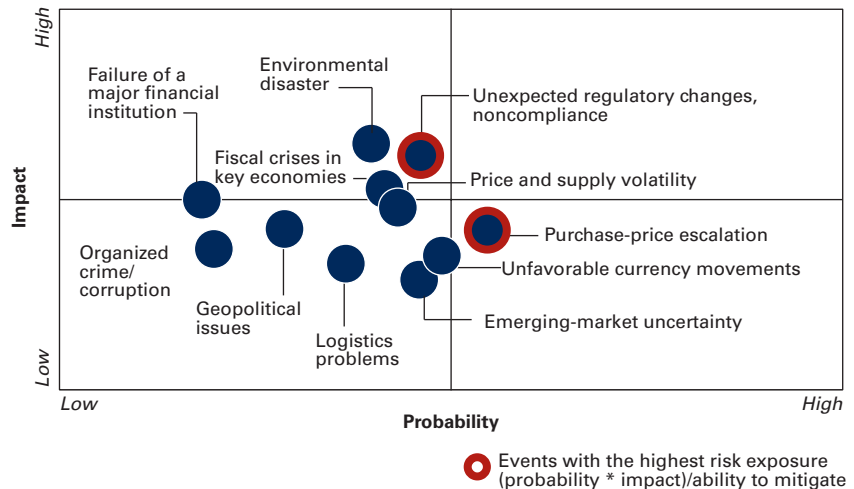 High
Environmental
disaster
Failure of a
major financial
institution
Unexpected regulatory changes,
noncompliance
Fiscal crises in
key economies
Price and supply volatility
Impact
Purchase-price escalation
Organized
crime/
corruption
Unfavorable currency movements
Geopolitical
issues
Logistics
problems
Emerging-market uncertainty
Low
Low
High
Probability
Events with the highest risk exposure
(probability * impact)/ability to mitigate